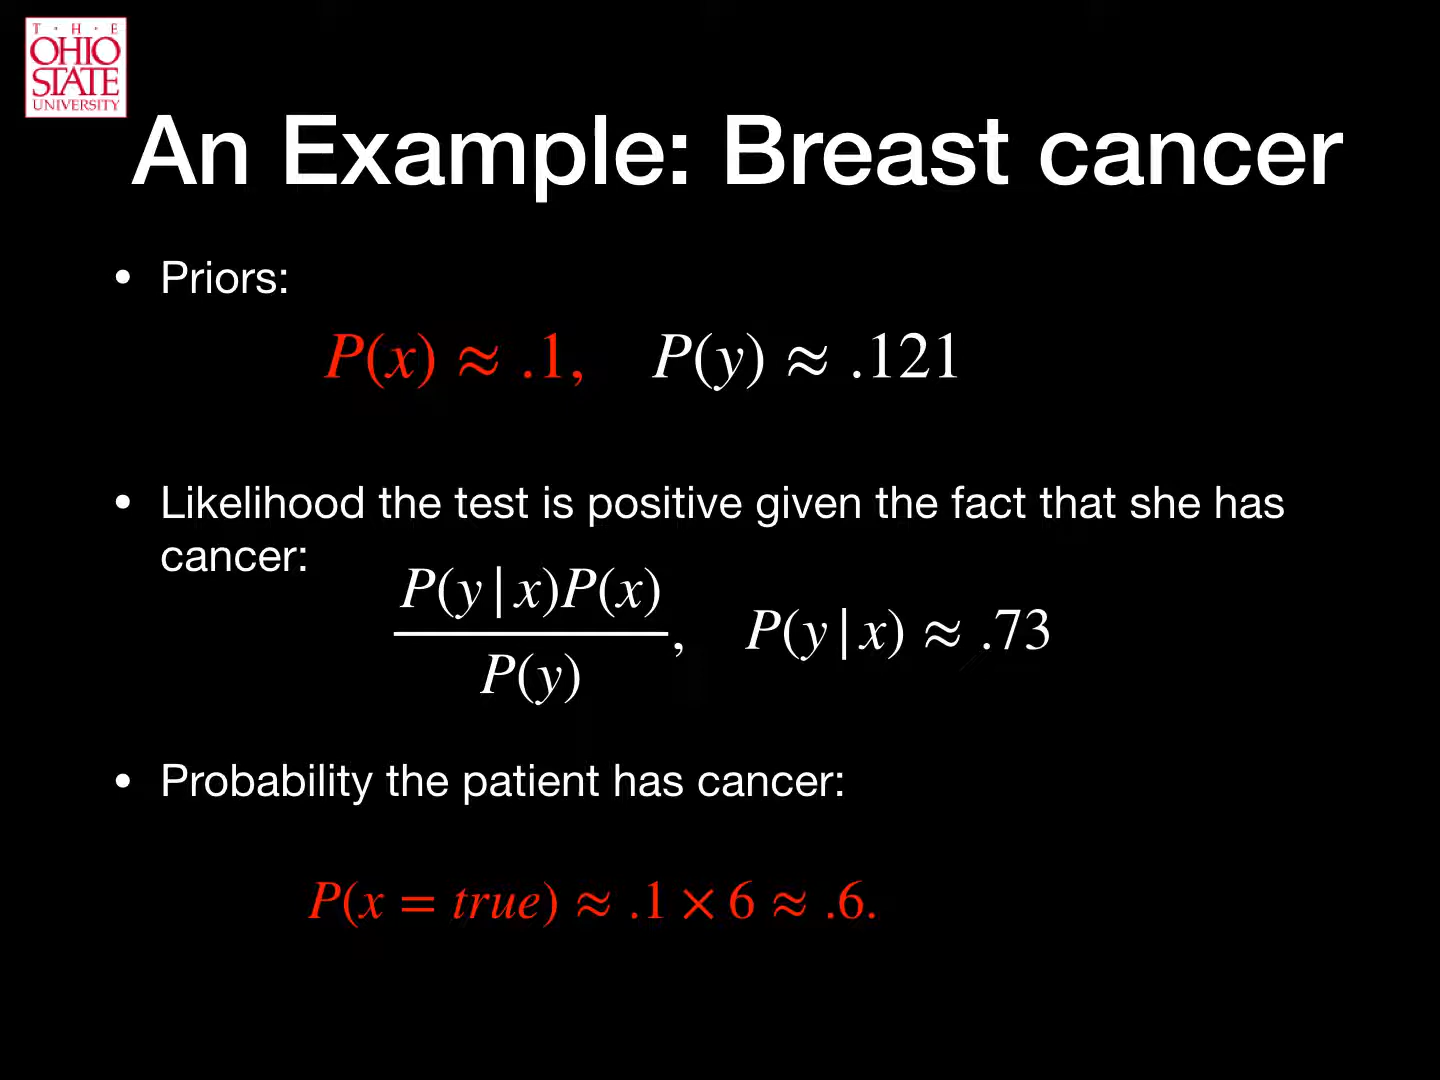 T · H · E
OHIO
STATE
UNIVERSITY
An Example: Breast cancer
• Priors:
P(x) ≈ .1, P(y) ≈ .121
• Likelihood the test is positive given the fact that she has
cancer:
P(y | x)P(x)
P(y)
, P(y | x) ≈ .73
• Probability the patient has cancer:
P(x = true) ≈ .1 × 6 ≈ .6.